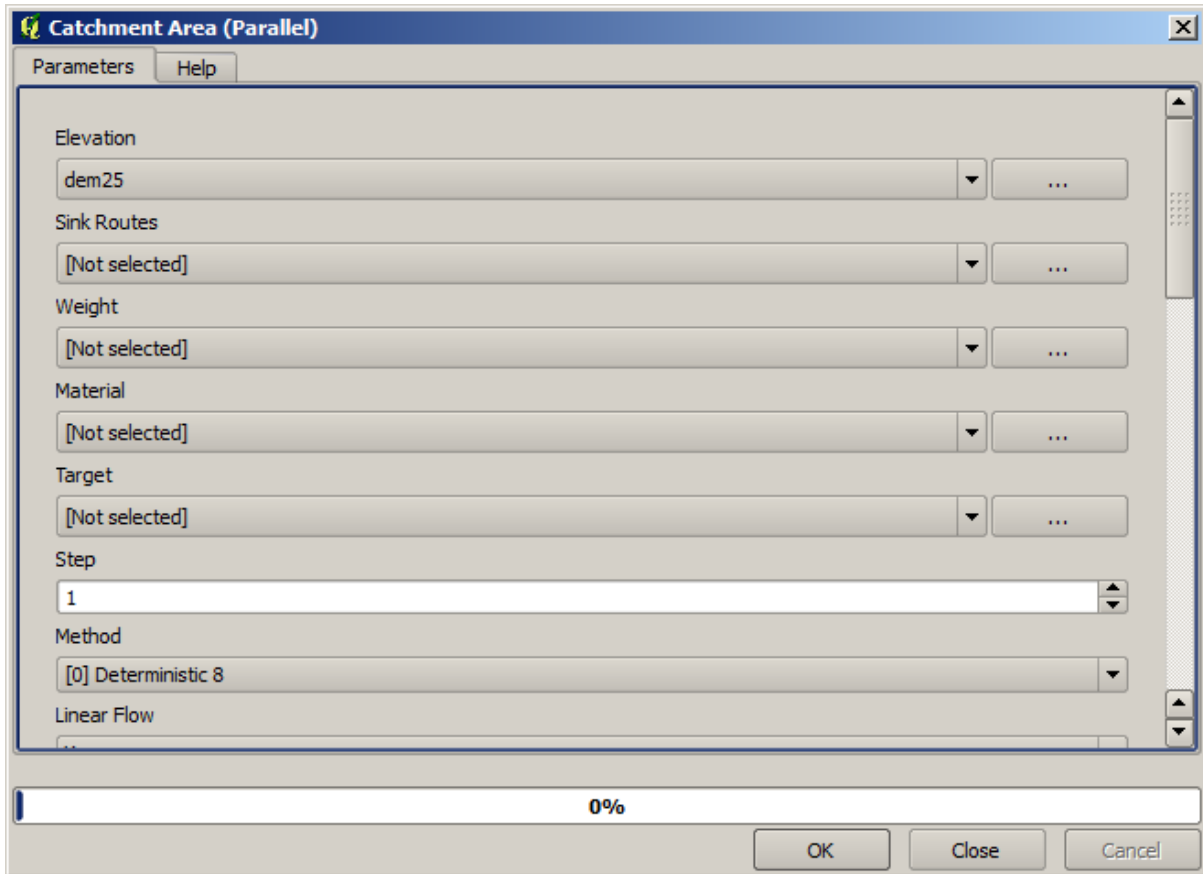 Catchment Area (Parallel)
Parameters Help
Elevation
dem25 ...
Sink Routes
[Not selected] ...
Weight
[Not selected] ...
Material
[Not selected] ...
Target
[Not selected] ...
Step
1
Method
[0] Deterministic 8
Linear Flow
0%
OK Close Cancel